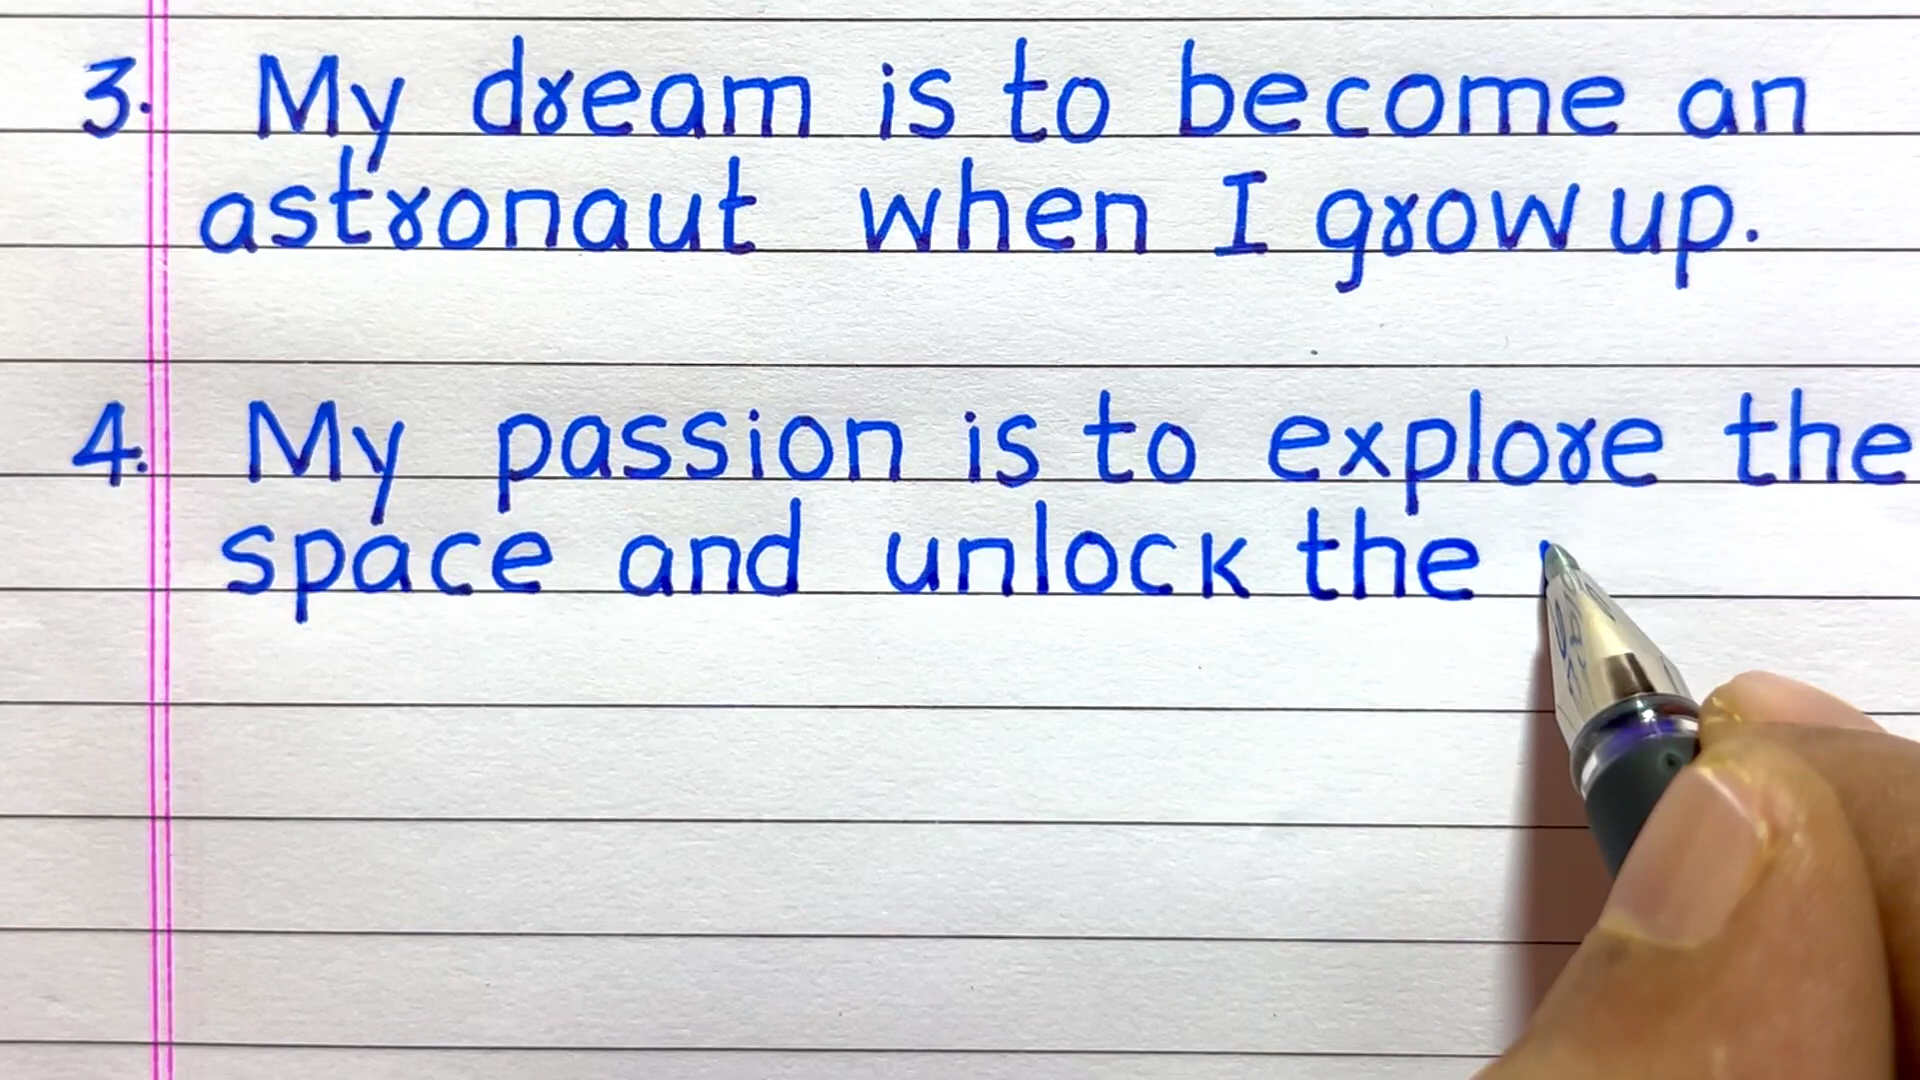 3. My dream is to become an
astronaut when I grow up.
4. My passion is to explore the
space and unlock the